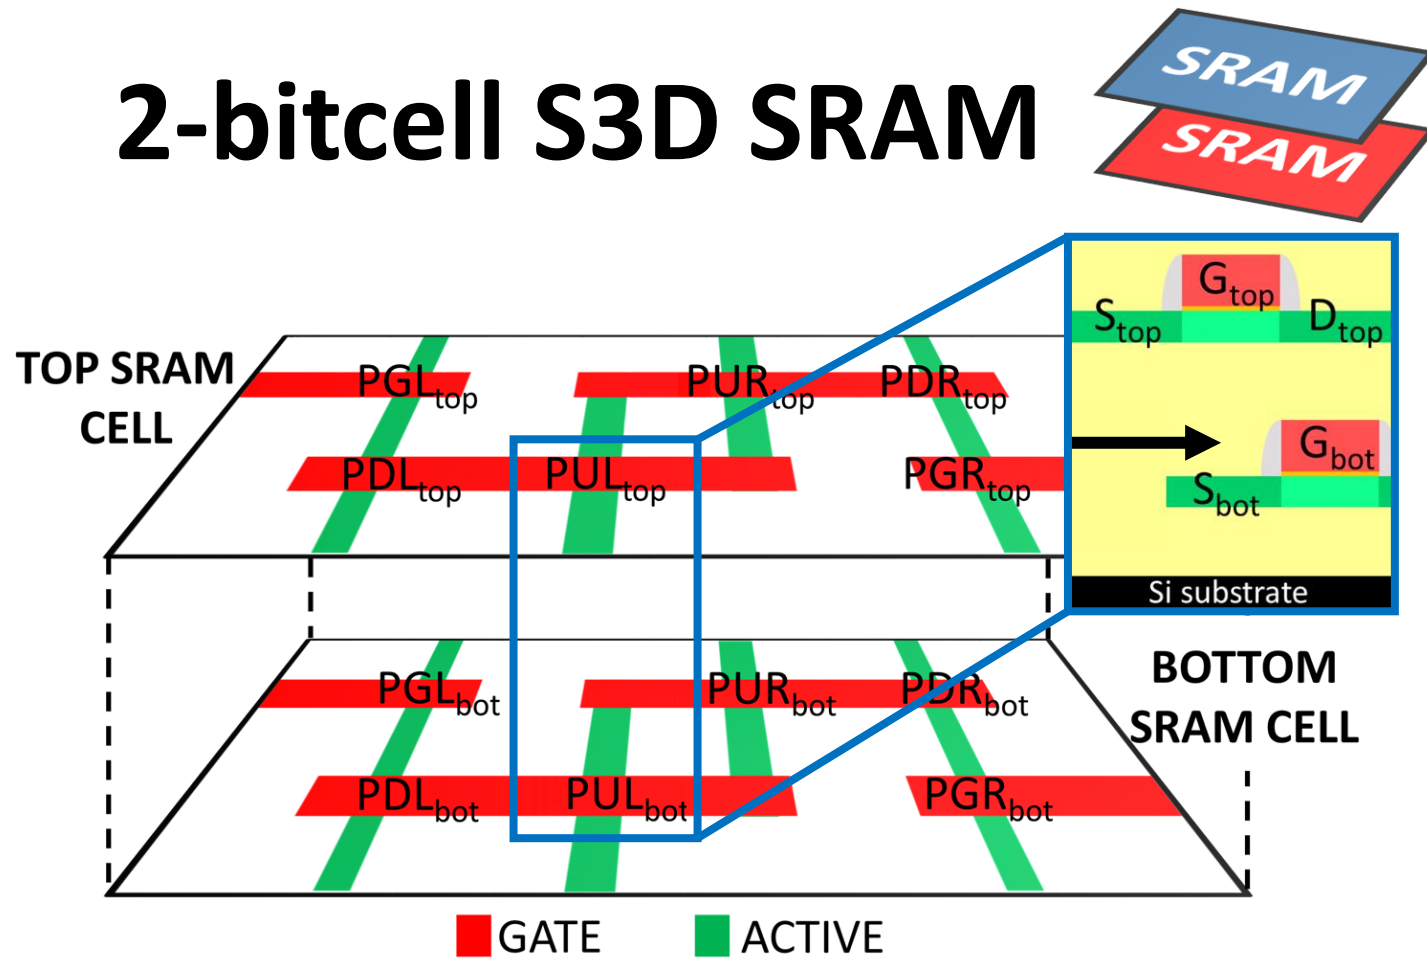 2-bitcell S3D SRAM
SRAM
SRAM
TOP SRAM
CELL
PGLtop
PURtop
PDRtop
PDLtop
PULtop
PGRtop
Gtop
Stop
Dtop
Gbot
Sbot
Si substrate
PGLbot
PURbot
PDRbot
PDLbot
PULbot
PGRbot
BOTTOM
SRAM CELL
GATE
ACTIVE